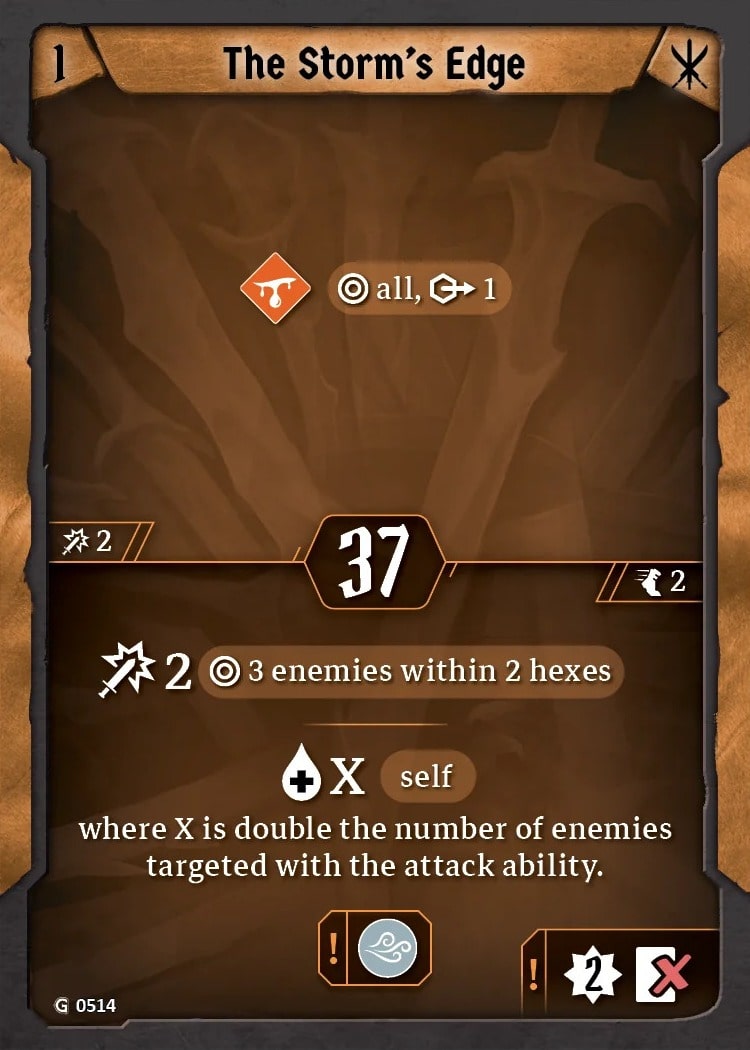 1
The Storm's Edge
all, 1
2
37
2
2 3 enemies within 2 hexes
X self
where X is double the number of enemies
targeted with the attack ability.
!
! 2
G 0514